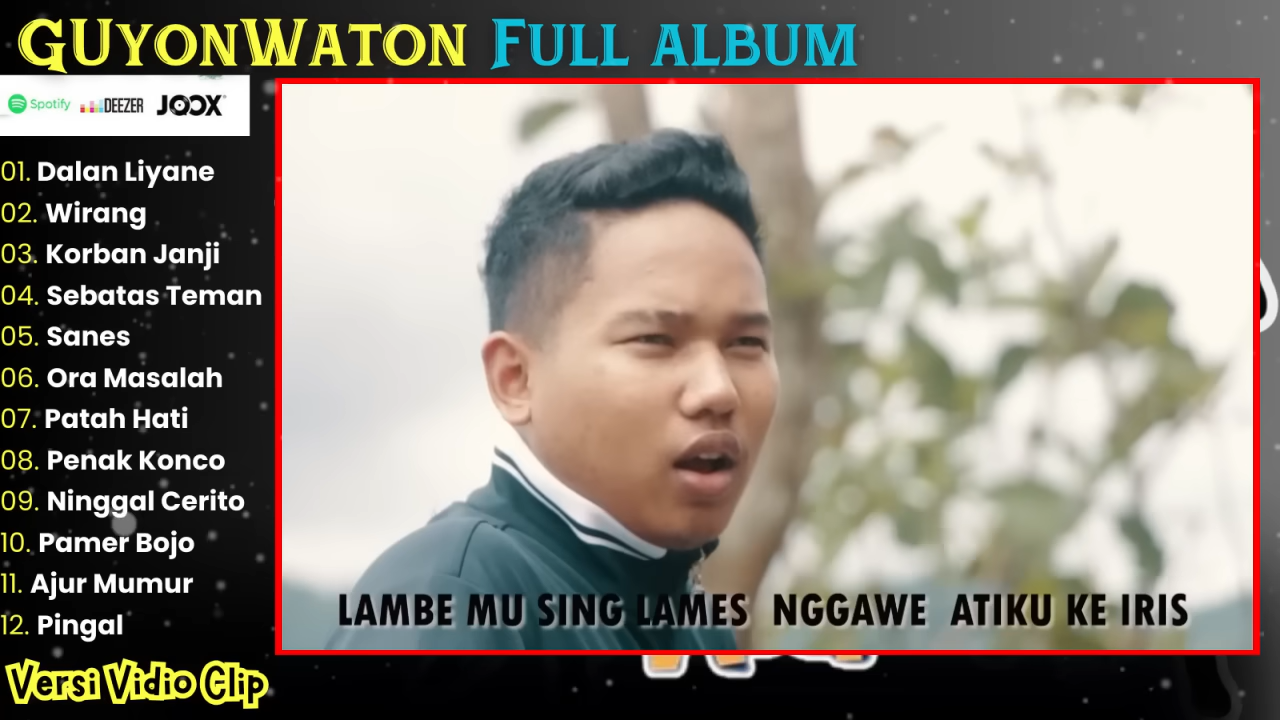 GUYONWATON FULL ALBUM
Spotify DEEZER JOOX
01. Dalan Liyane
02. Wirang
03. Korban Janji
04. Sebatas Teman
05. Sanes
06. Ora Masalah
07. Patah Hati
08. Penak Konco
09. Ninggal Cerito
10. Pamer Bojo
11. Ajur Mumur
12. Pingal
LAMBE MU SING LAMES NGGAWE ATIKU KE IRIS
Versi Vidio Clip